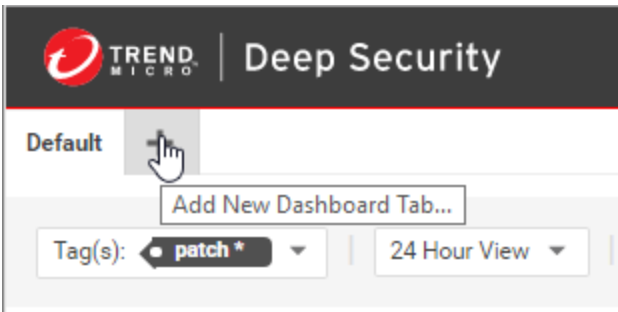 TREND MICRO | Deep Security
Default +
Add New Dashboard Tab...
Tag(s): patch * 24 Hour View